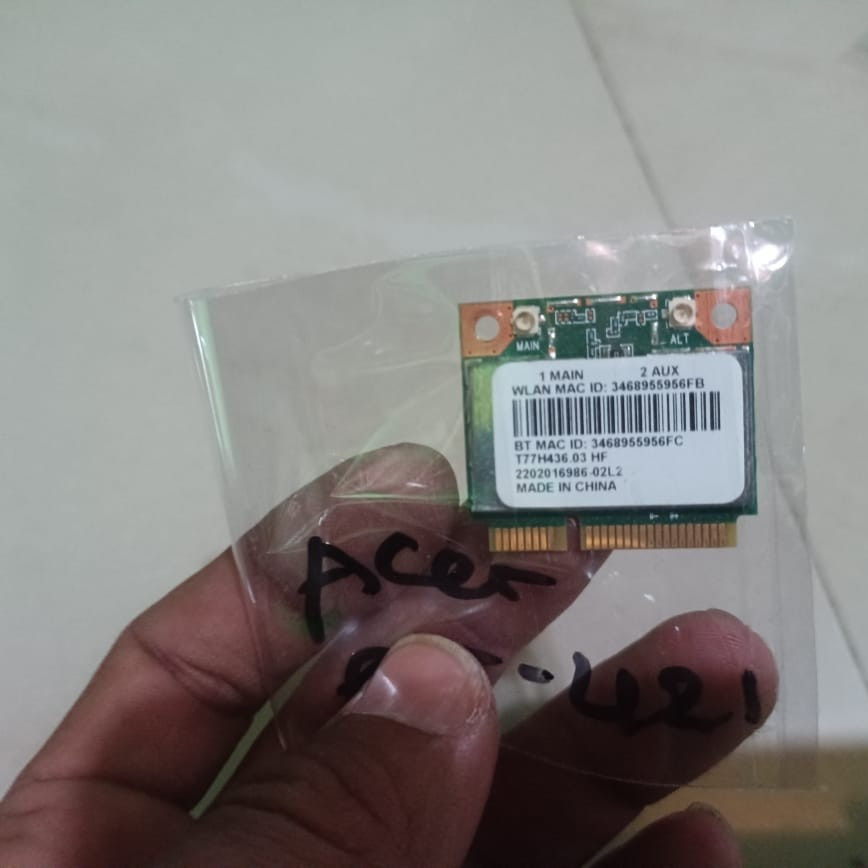 MAIN
ALT
1 MAIN 2 AUX
WLAN MAC ID: 3468955956FB
BT MAC ID: 3468955956FC
T77H436.03 HF
2202016986-02L2
MADE IN CHINA
Acer
-421